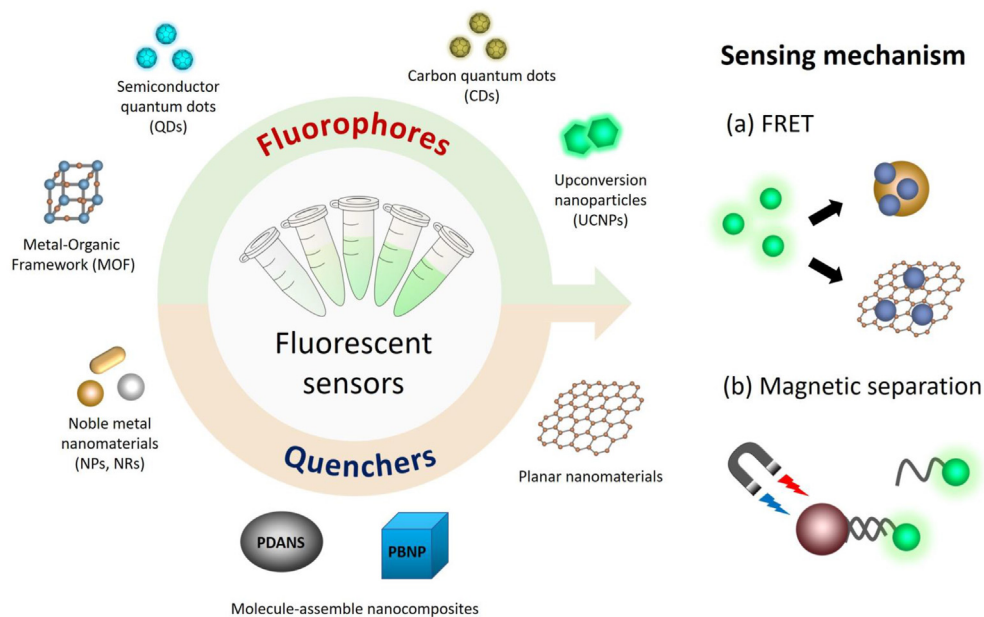 Semiconductor
quantum dots
(QDs)
Carbon quantum dots
(CDs)
Fluorophores
Upconversion
nanoparticles
(UCNPs)
Metal-Organic
Framework (MOF)
Fluorescent
sensors
Noble metal
nanomaterials
(NPs, NRs)
Quenchers
Planar nanomaterials
PDANS
PBNP
Molecule-assemble nanocomposites
Sensing mechanism
(a) FRET
(b) Magnetic separation